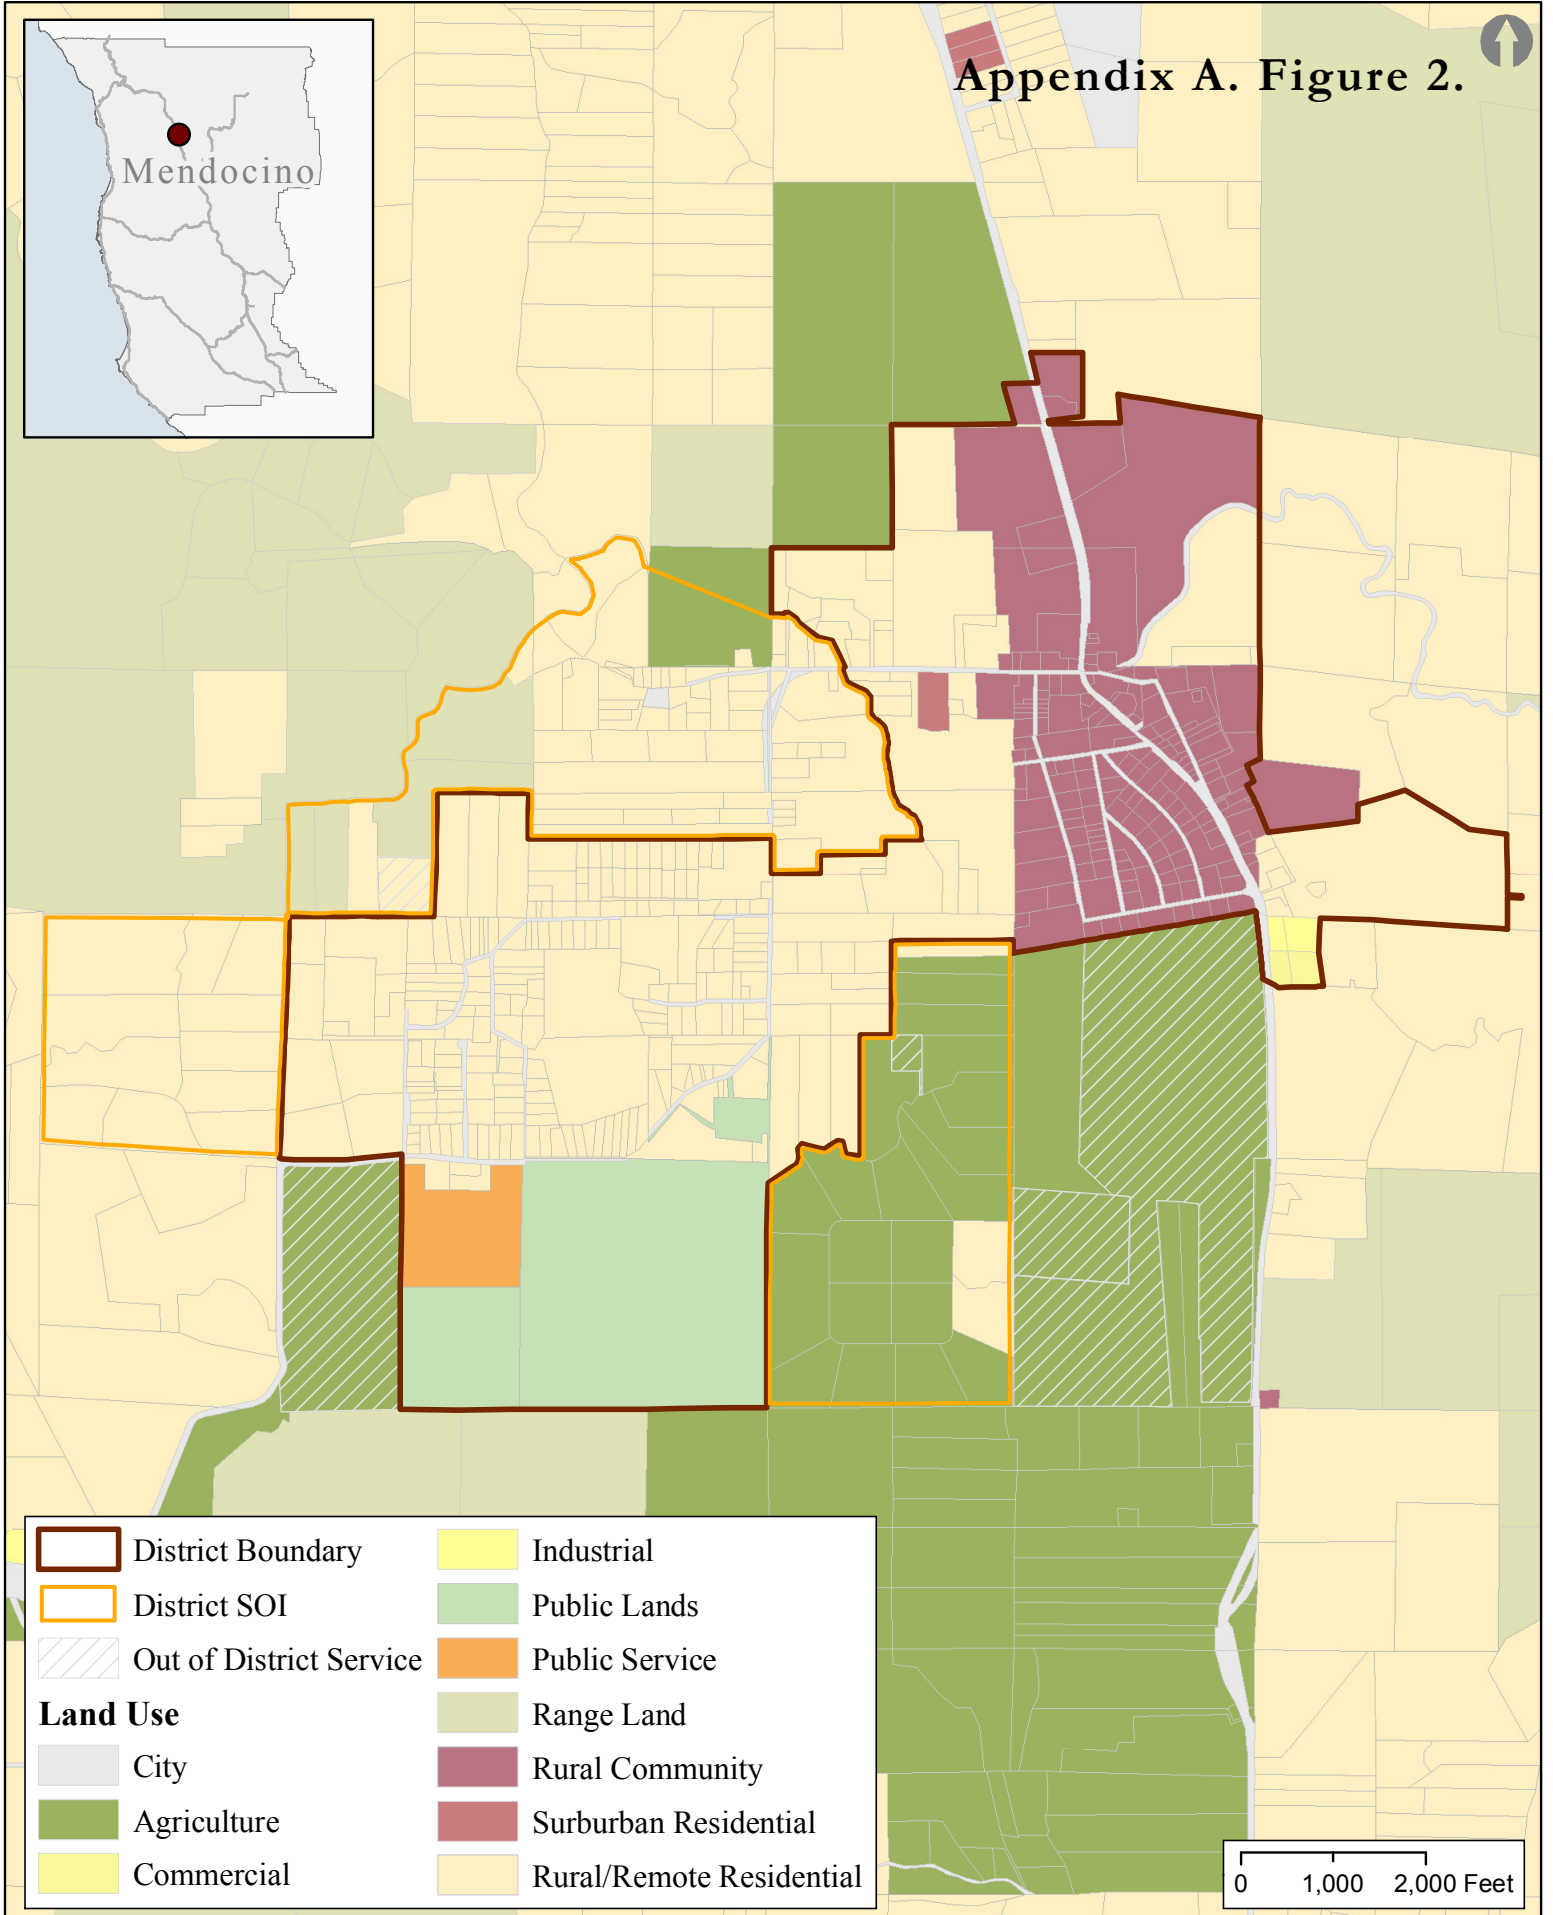 Appendix A. Figure 2.
Mendocino
District Boundary
District SOI
Out of District Service
Land Use
City
Agriculture
Commercial
Industrial
Public Lands
Public Service
Range Land
Rural Community
Surburban Residential
Rural/Remote Residential
0 1,000 2,000 Feet